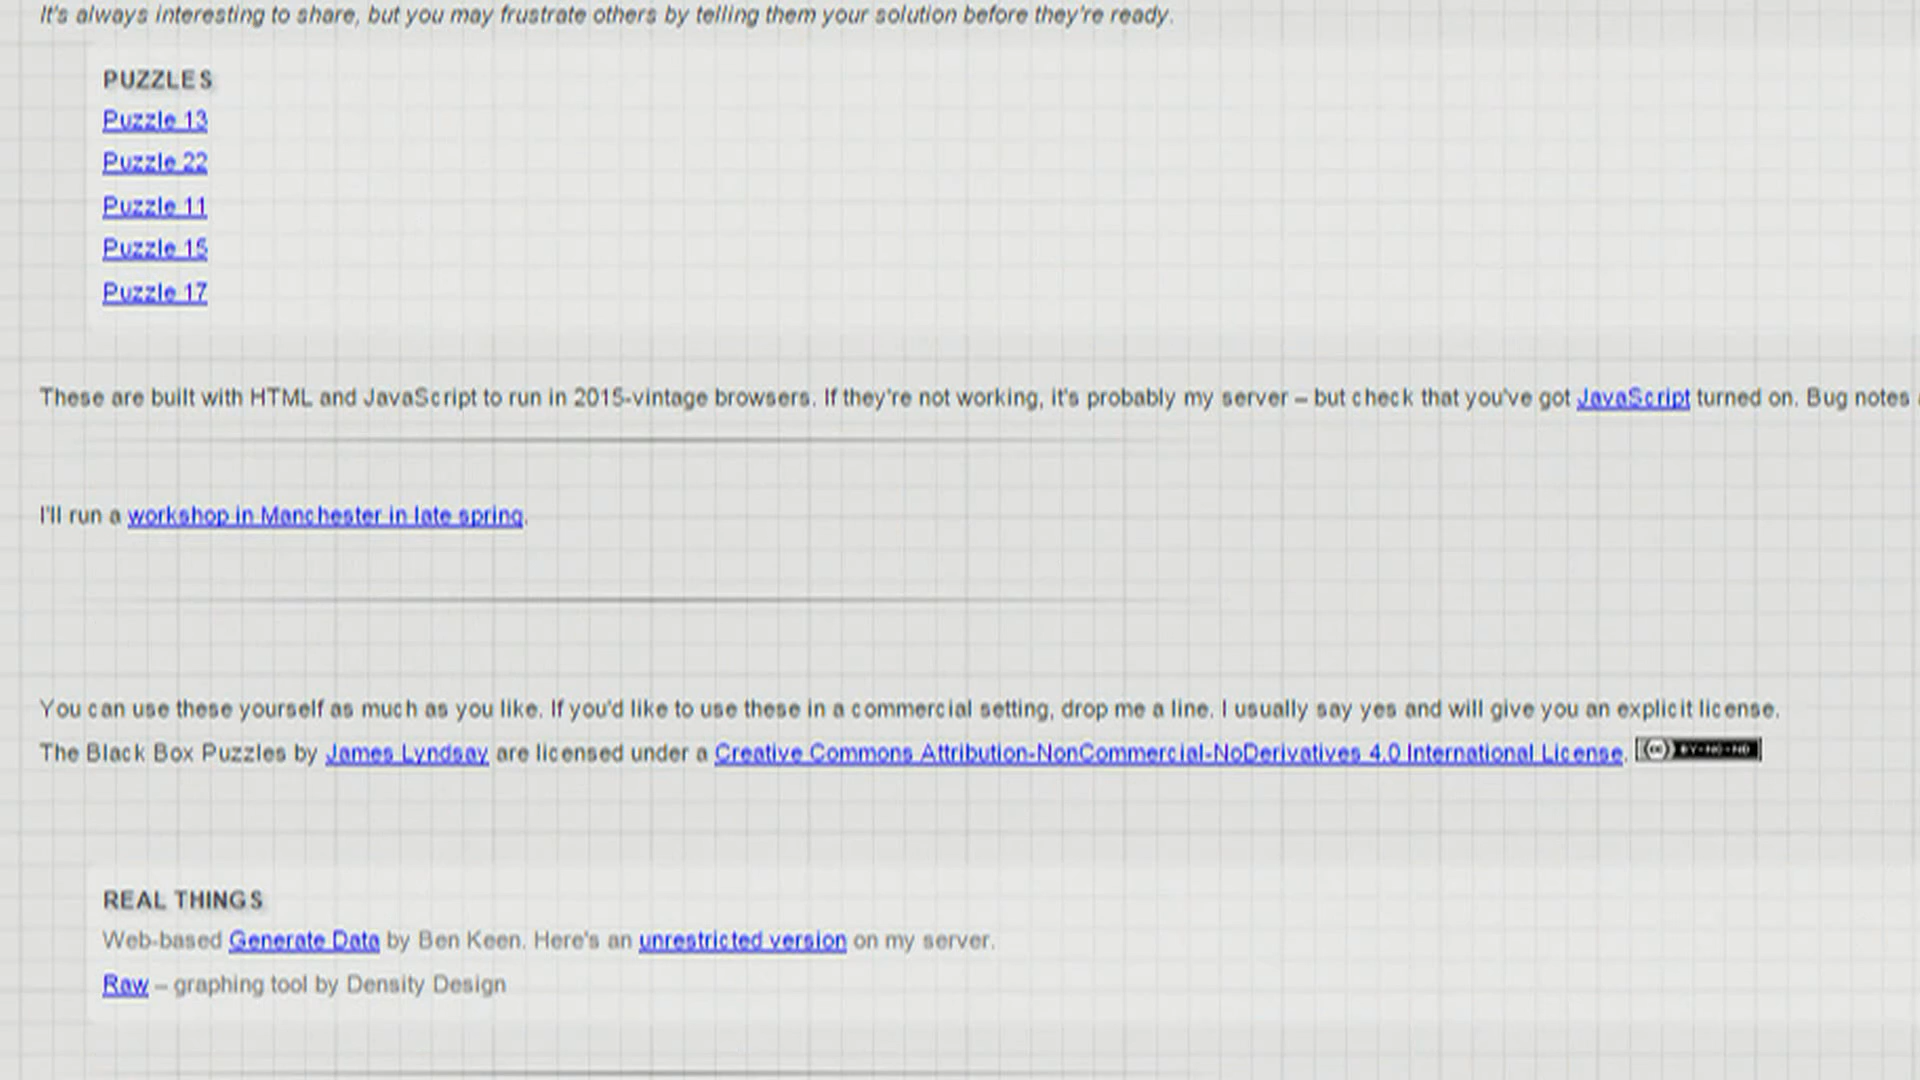 It's always interesting to share, but you may frustrate others by telling them your solution before they're ready.
PUZZLES
Puzzle 13
Puzzle 22
Puzzle 11
Puzzle 15
Puzzle 17
These are built with HTML and JavaScript to run in 2015-vintage browsers. If they're not working, it's probably my server – but check that you've got JavaScript turned on. Bug notes
I'll run a workshop in Manchester in late spring.
You can use these yourself as much as you like. If you'd like to use these in a commercial setting, drop me a line. I usually say yes and will give you an explicit license.
The Black Box Puzzles by James Lyndsay are licensed under a Creative Commons Attribution-NonCommercial-NoDerivatives 4.0 International License. cc BY-NC-ND
REAL THINGS
Web-based Generate Data by Ben Keen. Here's an unrestricted version on my server.
Raw – graphing tool by Density Design